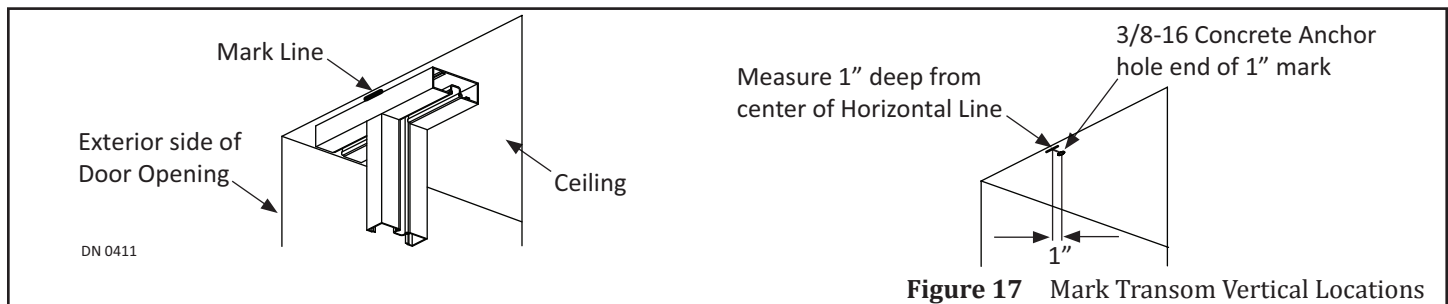 Mark Line
Exterior side of
Door Opening
Ceiling
DN 0411
3/8-16 Concrete Anchor
hole end of 1” mark
Measure 1” deep from
center of Horizontal Line
1”
Figure 17 Mark Transom Vertical Locations